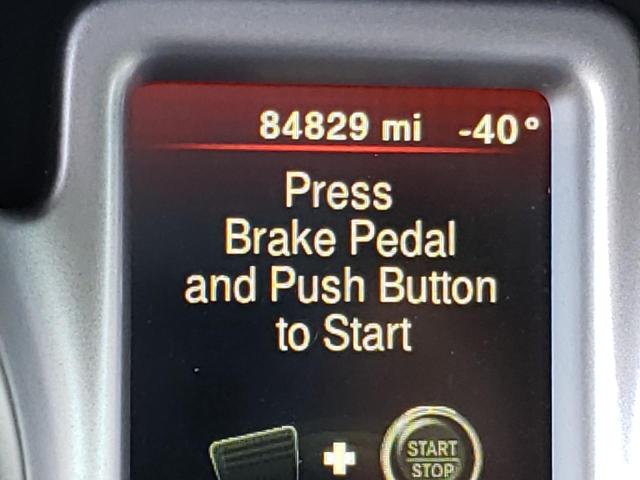 84829 mi -40°
Press
Brake Pedal
and Push Button
to Start
START
STOP